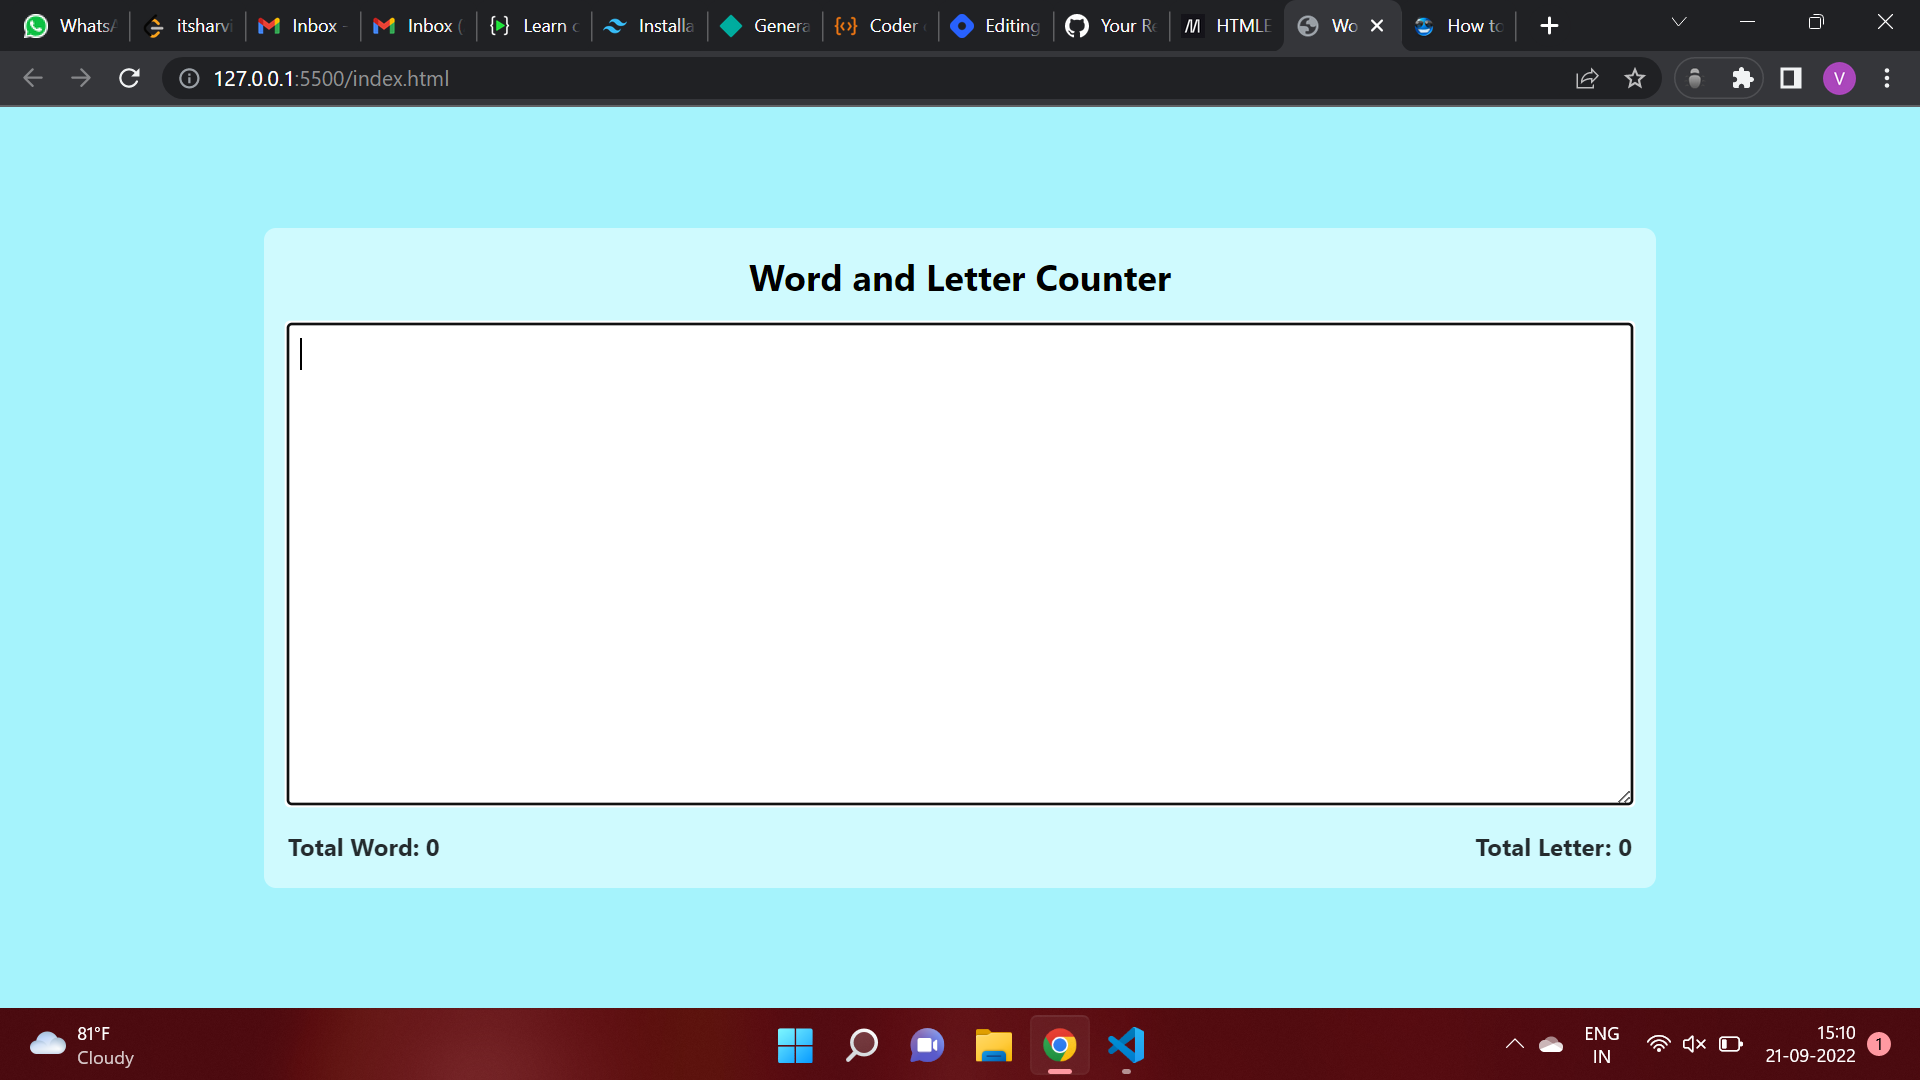 WhatsA
itsharvi
Inbox -
Inbox (
Learn c
Installa
Genera
Coder
Editing
Your Re
HTMLE
Wo
How to
127.0.0.1:5500/index.html
V
Word and Letter Counter
Total Word: 0
Total Letter: 0
81°F
Cloudy
ENG
IN
15:10
21-09-2022
1